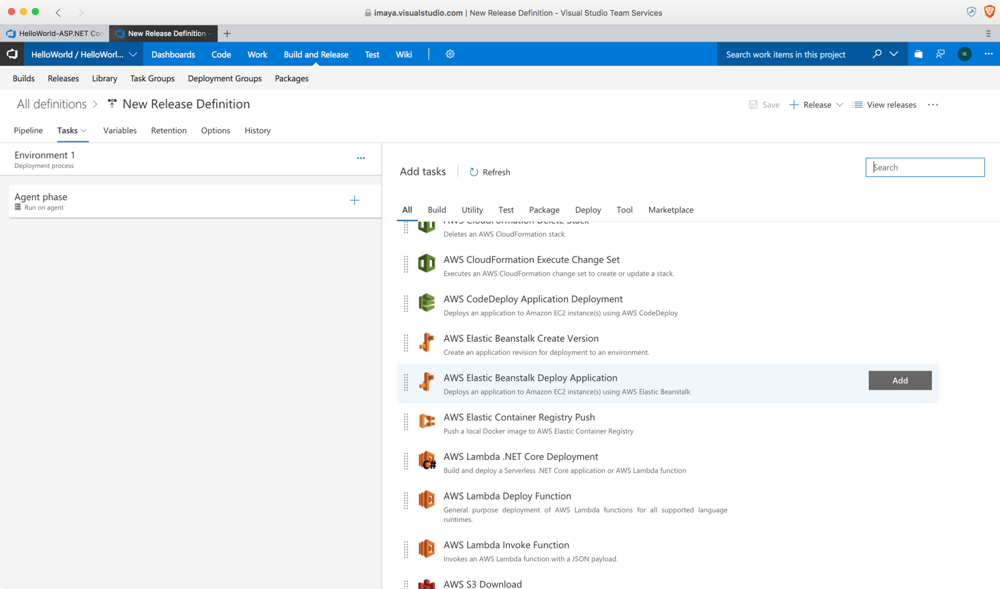 imaya.visualstudio.com | New Release Definition - Visual Studio Team Services
HelloWorld-ASP.NET Cor
New Release Definition -
HelloWorld / HelloWorl...
Dashboards
Code
Work
Build and Release
Test
Wiki
Search work items in this project
IK
Builds
Releases
Library
Task Groups
Deployment Groups
Packages
All definitions
New Release Definition
Save
Release
View releases
Pipeline
Tasks
Variables
Retention
Options
History
Environment 1
Deployment process
Agent phase
Run on agent
Add tasks
Refresh
Search
All
Build
Utility
Test
Package
Deploy
Tool
Marketplace
AWS CloudFormation Delete Stack
Deletes an AWS CloudFormation stack.
AWS CloudFormation Execute Change Set
Executes an AWS CloudFormation change set to create or update a stack.
AWS CodeDeploy Application Deployment
Deploys an application to Amazon EC2 instance(s) using AWS CodeDeploy
AWS Elastic Beanstalk Create Version
Create an application revision for deployment to an environment.
AWS Elastic Beanstalk Deploy Application
Deploys an application to Amazon EC2 instance(s) using AWS Elastic Beanstalk
Add
AWS Elastic Container Registry Push
Push a local Docker image to AWS Elastic Container Registry
AWS Lambda .NET Core Deployment
Build and deploy a Serverless .NET Core application or AWS Lambda function
C#
AWS Lambda Deploy Function
General purpose deployment of AWS Lambda functions for all supported language
runtimes.
AWS Lambda Invoke Function
Invokes an AWS Lambda function with a JSON payload.
AWS S3 Download